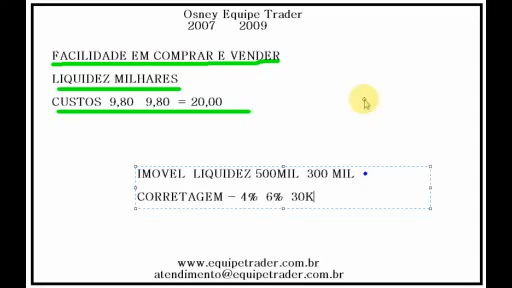 Osney Equipe Trader
2007 2009
FACILIDADE EM COMPRAR E VENDER
LIQUIDEZ MILHARES
CUSTOS 9,80 9,80 = 20,00
IMOVEL LIQUIDEZ 500MIL 300 MIL
CORRETAGEM - 4% 6% 30K
www.equipetrader.com.br
atendimento@equipetrader.com.br